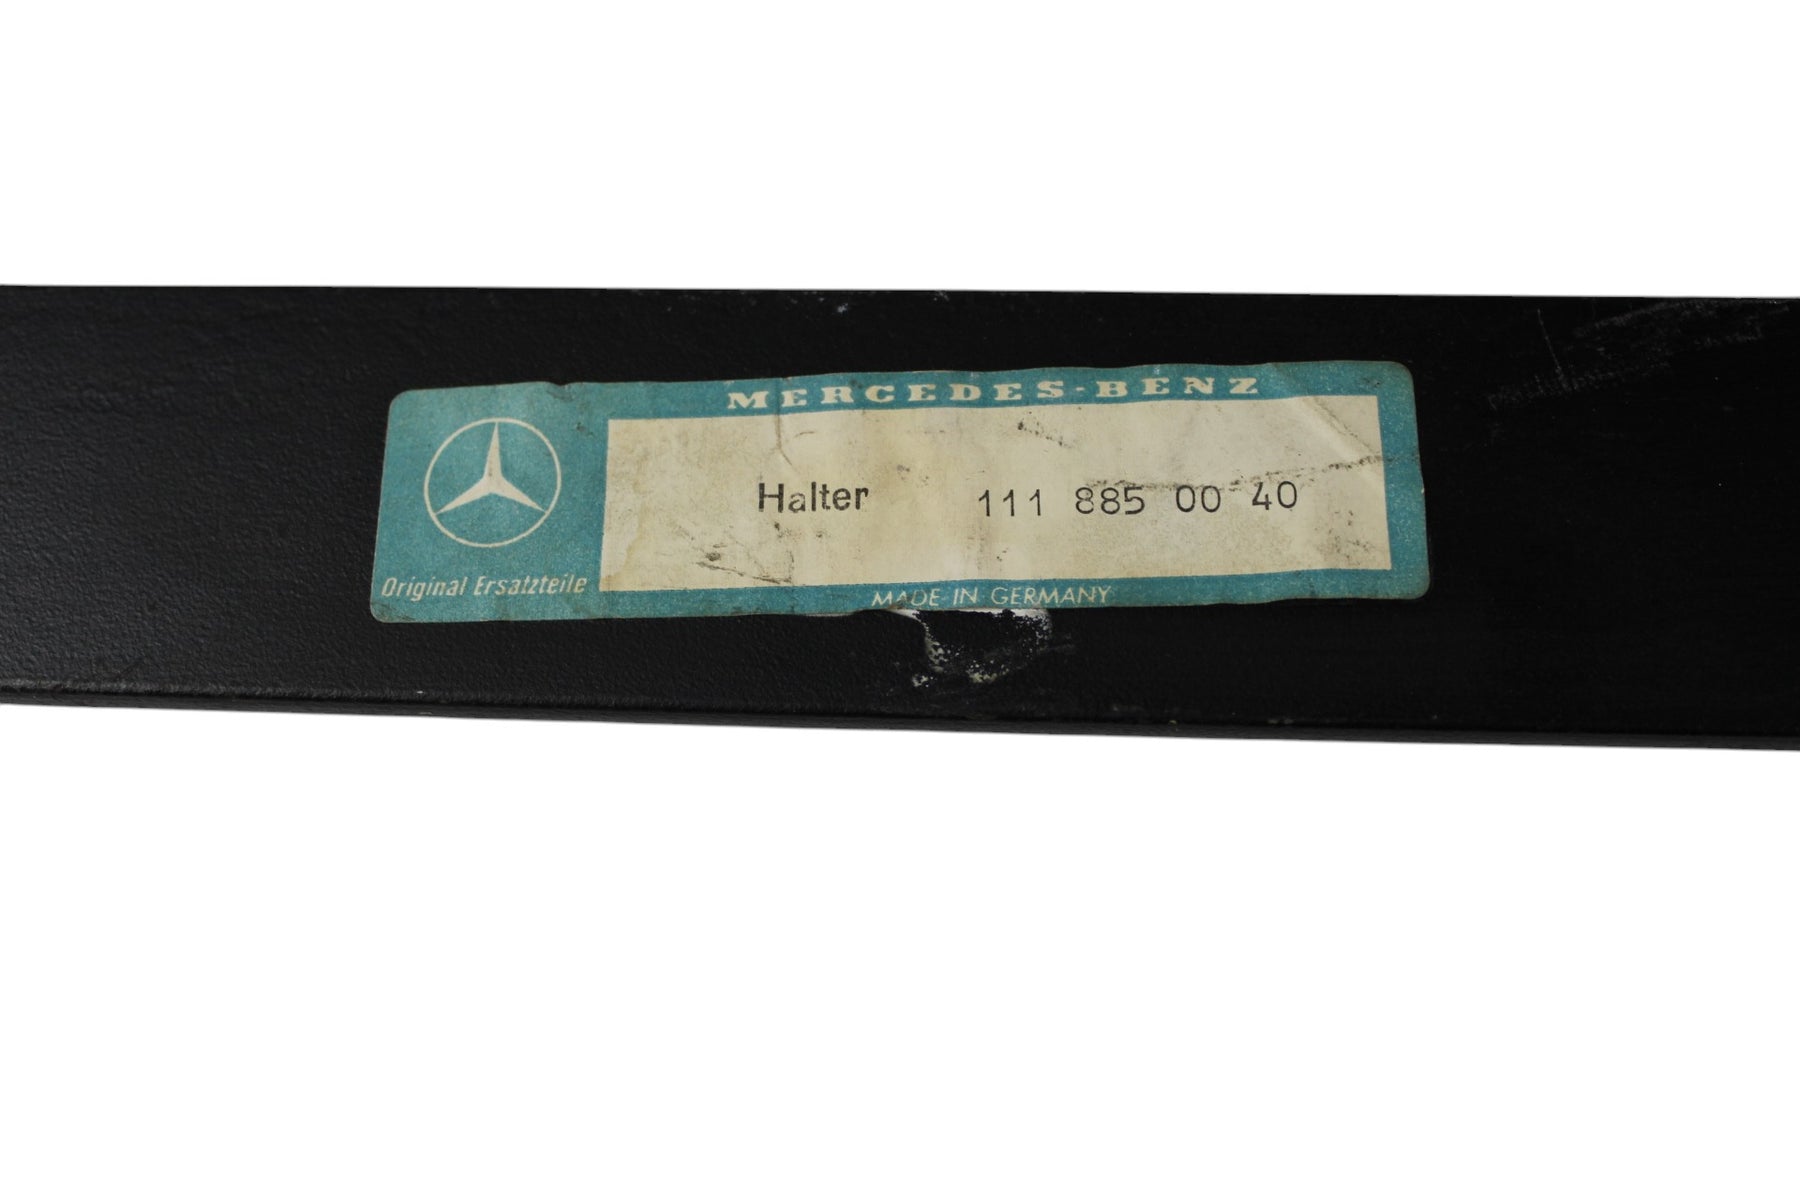 MERCEDES-BENZ
Halter 111 885 00 40
Original Ersatzteile
MADE IN GERMANY